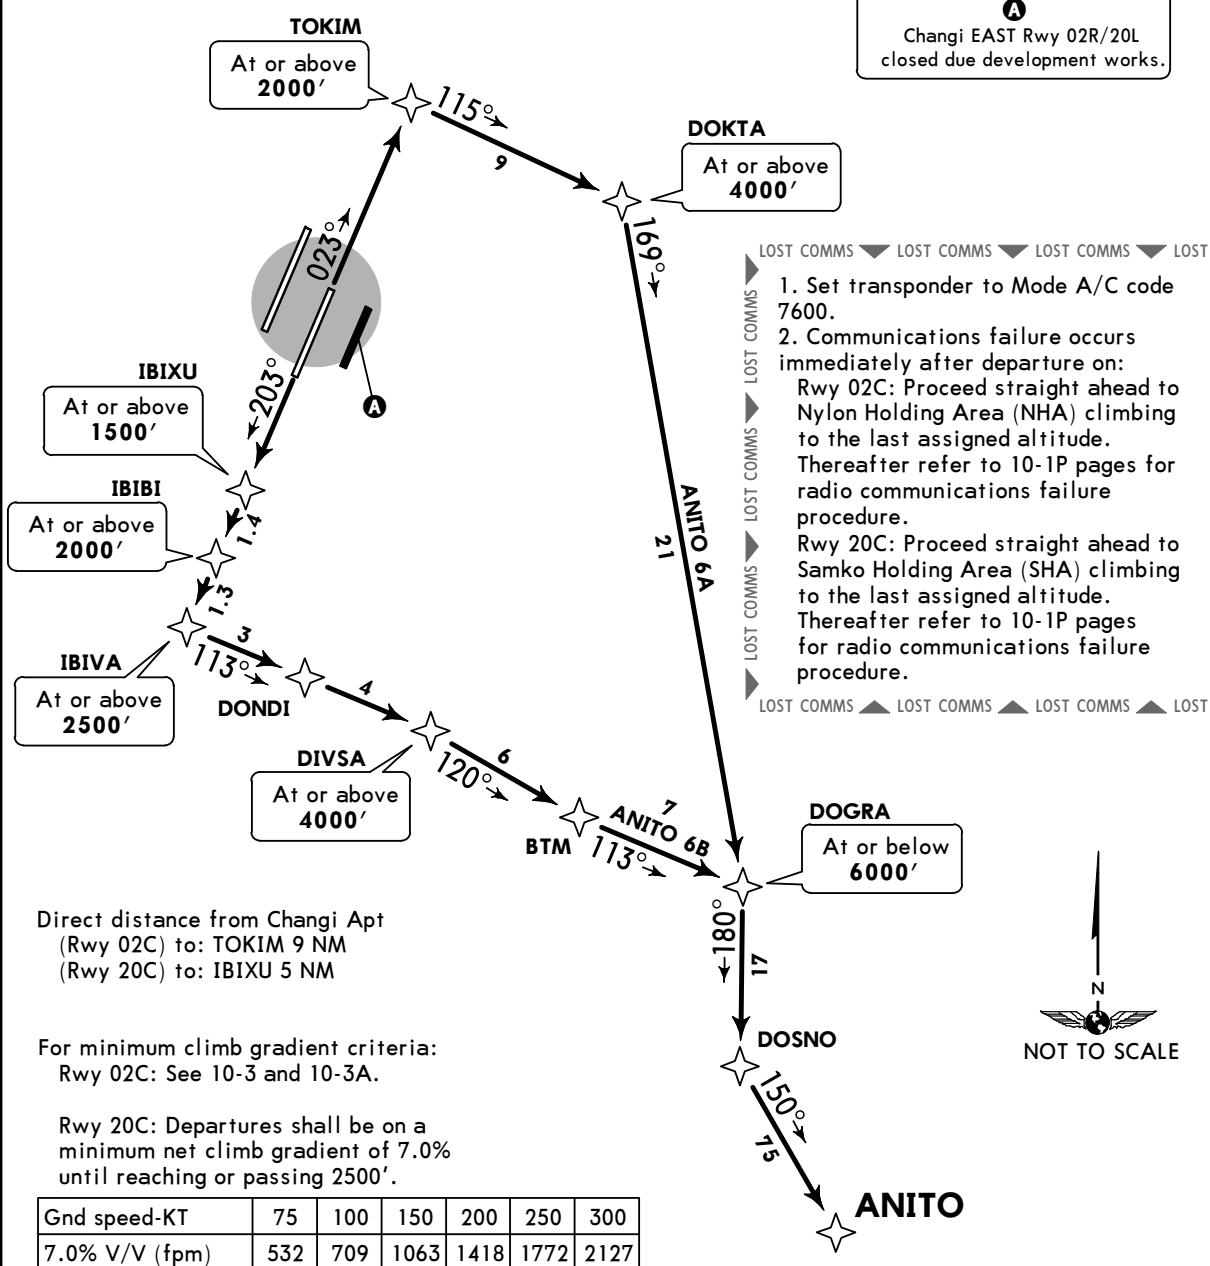 A
Changi EAST Rwy 02R/20L
closed due development works.
TOKIM
At or above
2000′
115°
9
DOKTA
At or above
4000′
023°
169°
LOST COMMS LOST COMMS LOST COMMS LOST
LOST COMMS
LOST COMMS
LOST COMMS
LOST COMMS
1. Set transponder to Mode A/C code
7600.
2. Communications failure occurs
immediately after departure on:
Rwy 02C: Proceed straight ahead to
Nylon Holding Area (NHA) climbing
to the last assigned altitude.
Thereafter refer to 10-1P pages for
radio communications failure
procedure.
Rwy 20C: Proceed straight ahead to
Samko Holding Area (SHA) climbing
to the last assigned altitude.
Thereafter refer to 10-1P pages
for radio communications failure
procedure.
LOST COMMS LOST COMMS LOST COMMS LOST
A
203°
IBIXU
At or above
1500′
1.4
IBIBI
At or above
2000′
1.3
IBIVA
At or above
2500′
3
113°
DONDI
4
DIVSA
At or above
4000′
6
120°
BTM
7
ANITO 6B
113°
ANITO 6A
21
DOGRA
At or below
6000′
180°
17
DOSNO
150°
75
ANITO
N
NOT TO SCALE
Direct distance from Changi Apt
(Rwy 02C) to: TOKIM 9 NM
(Rwy 20C) to: IBIXU 5 NM
For minimum climb gradient criteria:
Rwy 02C: See 10-3 and 10-3A.
Rwy 20C: Departures shall be on a
minimum net climb gradient of 7.0%
until reaching or passing 2500′.
Gnd speed-KT 75 100 150 200 250 300
7.0% V/V (fpm) 532 709 1063 1418 1772 2127